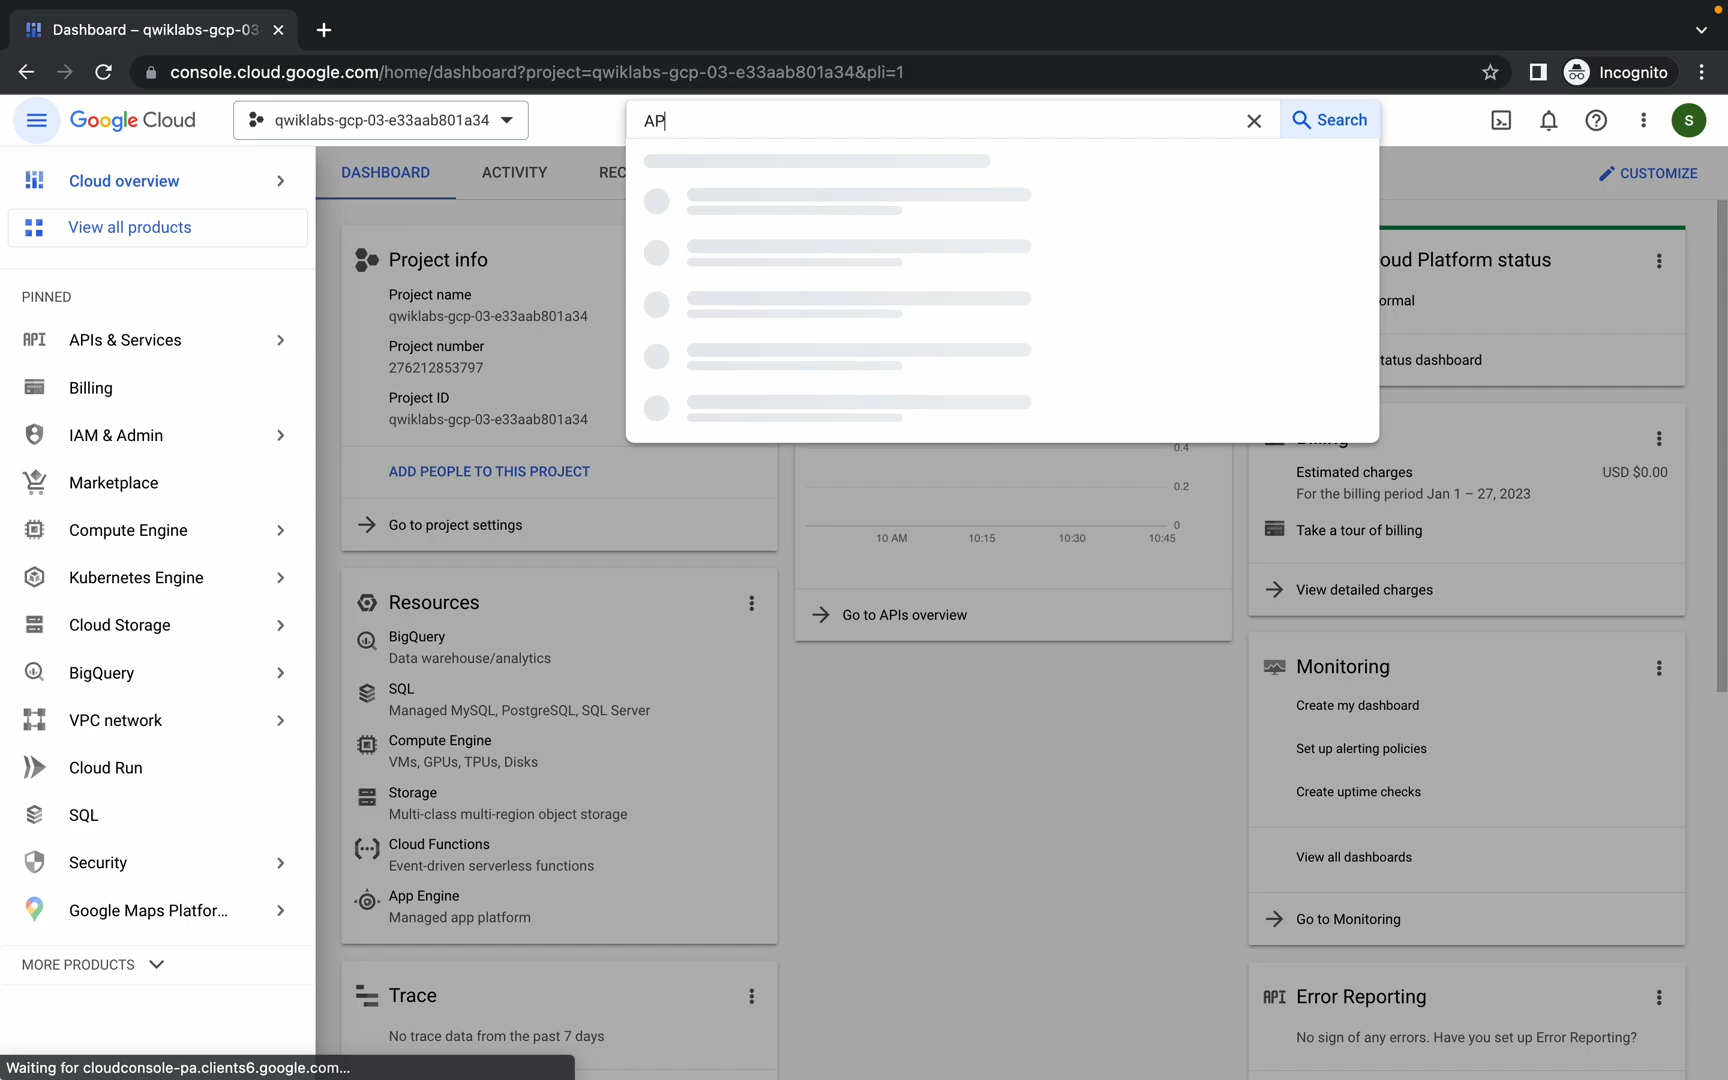 Dashboard – qwiklabs-gcp-03
console.cloud.google.com/home/dashboard?project=qwiklabs-gcp-03-e33aab801a34&pli=1
Incognito
Google Cloud
qwiklabs-gcp-03-e33aab801a34
AP
Search
S
Cloud overview
View all products
PINNED
APIs & Services
Billing
IAM & Admin
Marketplace
Compute Engine
Kubernetes Engine
Cloud Storage
BigQuery
VPC network
Cloud Run
SQL
Security
Google Maps Platfor...
MORE PRODUCTS
DASHBOARD
ACTIVITY
REC
CUSTOMIZE
Project info
Project name
qwiklabs-gcp-03-e33aab801a34
Project number
276212853797
Project ID
qwiklabs-gcp-03-e33aab801a34
ADD PEOPLE TO THIS PROJECT
Go to project settings
Resources
BigQuery
Data warehouse/analytics
SQL
Managed MySQL, PostgreSQL, SQL Server
Compute Engine
VMs, GPUs, TPUs, Disks
Storage
Multi-class multi-region object storage
Cloud Functions
Event-driven serverless functions
App Engine
Managed app platform
Trace
No trace data from the past 7 days
0.4
0.2
0
10 AM
10:15
10:30
10:45
Go to APIs overview
oud Platform status
ormal
tatus dashboard
Billing
Estimated charges
USD $0.00
For the billing period Jan 1 – 27, 2023
Take a tour of billing
View detailed charges
Monitoring
Create my dashboard
Set up alerting policies
Create uptime checks
View all dashboards
Go to Monitoring
API
Error Reporting
No sign of any errors. Have you set up Error Reporting?
Waiting for cloudconsole-pa.clients6.google.com...